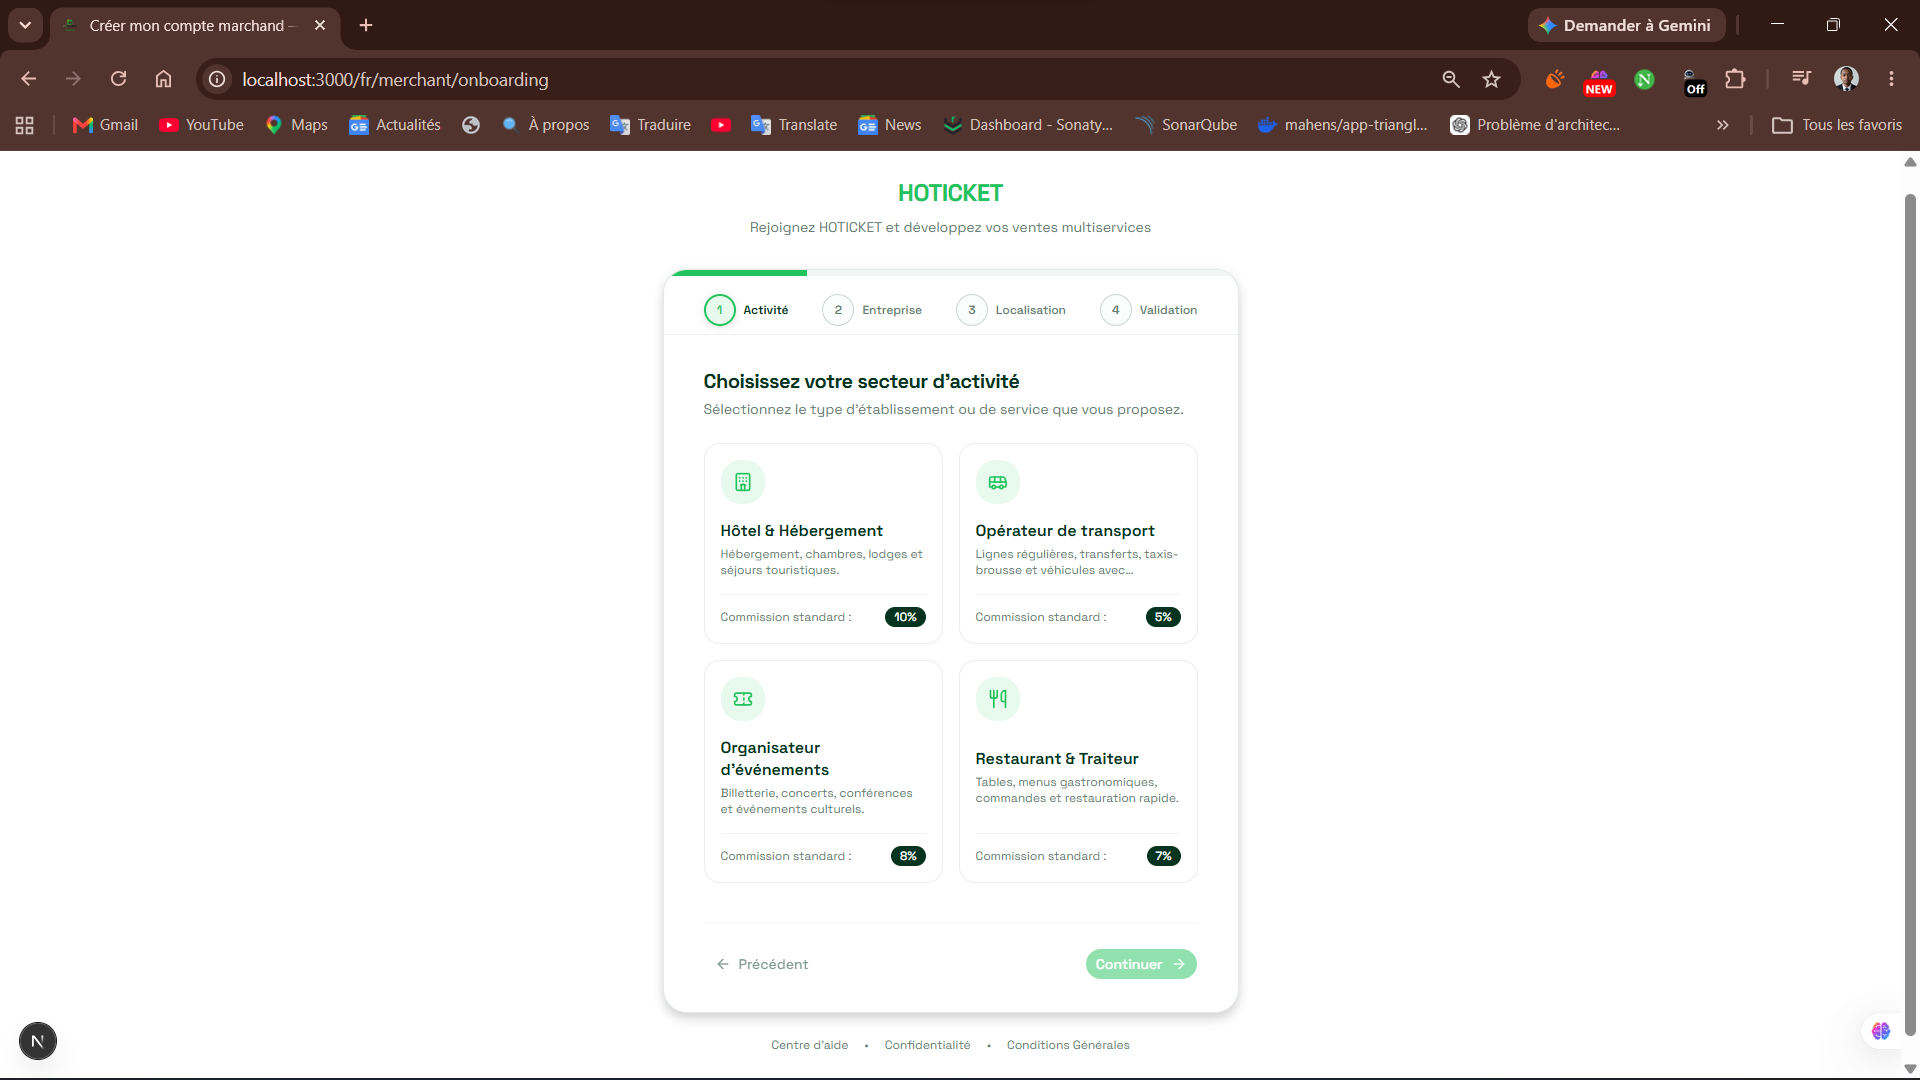 Créer mon compte marchand –
Demander à Gemini
localhost:3000/fr/merchant/onboarding
NEW
N
Off
Gmail
YouTube
Maps
Actualités
À propos
Traduire
Translate
News
Dashboard - Sonaty...
SonarQube
mahens/app-triangl...
Problème d'architec...
Tous les favoris
HOTICKET
Rejoignez HOTICKET et développez vos ventes multiservices
1 Activité
2 Entreprise
3 Localisation
4 Validation
Choisissez votre secteur d'activité
Sélectionnez le type d'établissement ou de service que vous proposez.
Hôtel & Hébergement
Hébergement, chambres, lodges et
séjours touristiques.
Commission standard : 10%
Opérateur de transport
Lignes régulières, transferts, taxis-
brousse et véhicules avec...
Commission standard : 5%
Organisateur
d'événements
Billetterie, concerts, conférences
et événements culturels.
Commission standard : 8%
Restaurant & Traiteur
Tables, menus gastronomiques,
commandes et restauration rapide.
Commission standard : 7%
Précédent
Continuer
N
Centre d'aide • Confidentialité • Conditions Générales